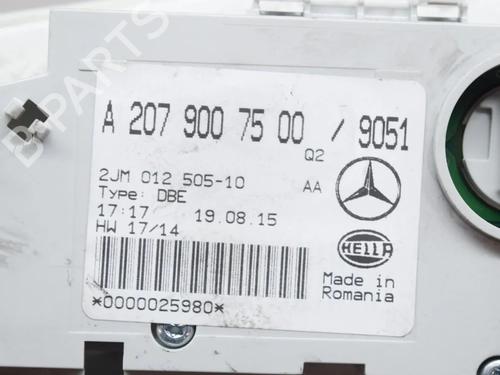 A 207 900 75 00 / 9051
Q2
2JM 012 505-10 AA
Type: DBE
17:17 19.08.15
HW 17/14
HELLA
Made in
Romania
*0000025980*
B-PARTS